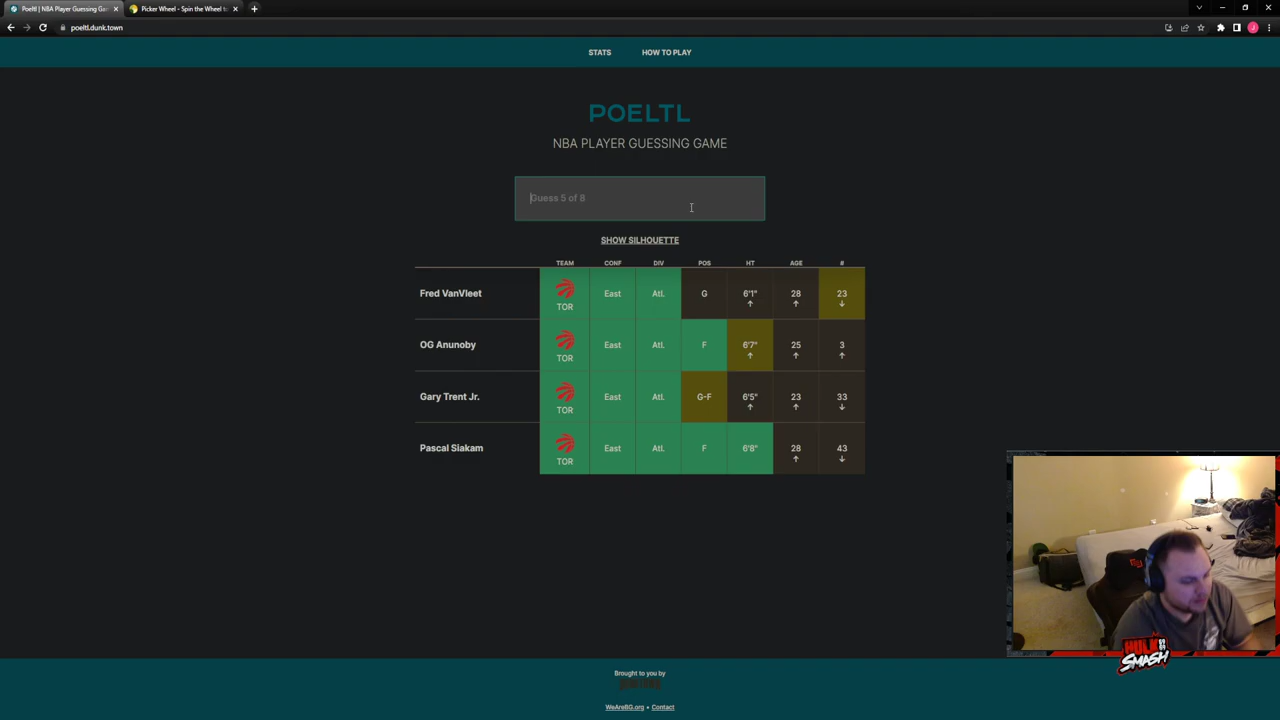 Poeltl | NBA Player Guessing Gam
Picker Wheel - Spin the Wheel to
poeltl.dunk.town
J
STATS HOW TO PLAY
POELTL
NBA PLAYER GUESSING GAME
Guess 5 of 8
SHOW SILHOUETTE
TEAM CONF DIV POS HT AGE #
Fred VanVleet TOR East Atl. G 6'1" ↑ 28 ↑ 23 ↓
OG Anunoby TOR East Atl. F 6'7" ↑ 25 ↑ 3 ↑
Gary Trent Jr. TOR East Atl. G-F 6'5" ↑ 23 ↑ 33 ↓
Pascal Siakam TOR East Atl. F 6'8" 28 ↑ 43 ↓
HULK
SMASH
Brought to you by
WeAreBG.org • Contact